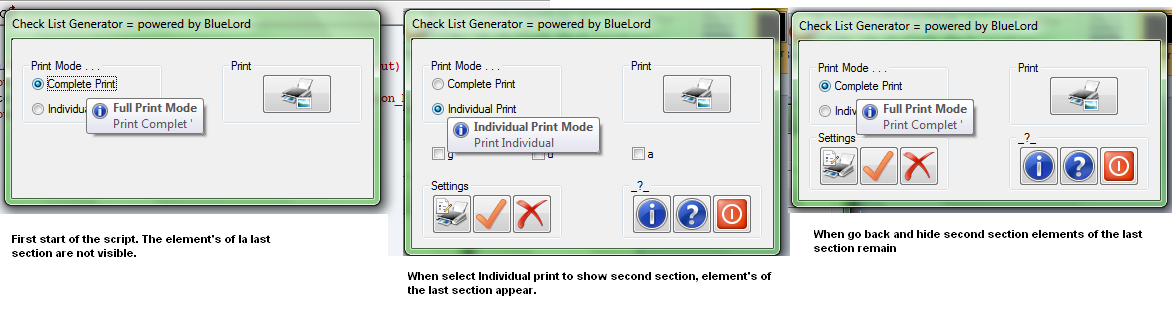 Check List Generator = powered by BlueLord
Print Mode . . .
Print
Complete Print
Individua
Full Print Mode
Print Complet '
First start of the script. The element's of la last
section are not visible.
Check List Generator = powered by BlueLord
Print Mode . . .
Print
Complete Print
Individual Print
Individual Print Mode
Print Individual
g
d
a
Settings
_?_
When select Individual print to show second section, element's of
the last section appear.
Check List Generator = powered by BlueLord
Print Mode . . .
Print
Complete Print
Indiv
Full Print Mode
Print Complet '
Settings
_?_
When go back and hide second section elements of the last
section remain